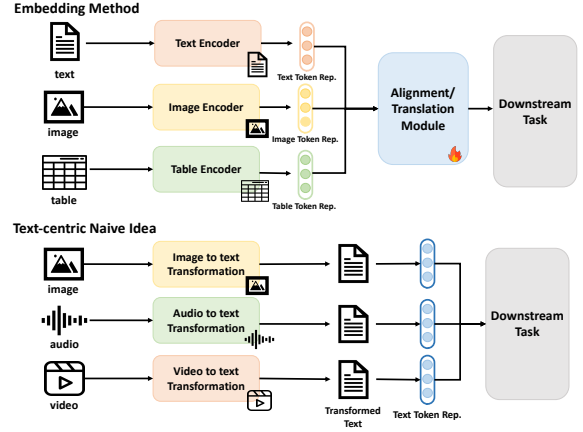 Embedding Method
text
Text Encoder
Text Token Rep.
image
Image Encoder
Image Token Rep.
table
Table Encoder
Table Token Rep.
Alignment/
Translation
Module
Downstream
Task
Text-centric Naive Idea
image
Image to text
Transformation
audio
Audio to text
Transformation
video
Video to text
Transformation
Transformed
Text
Text Token Rep.
Downstream
Task